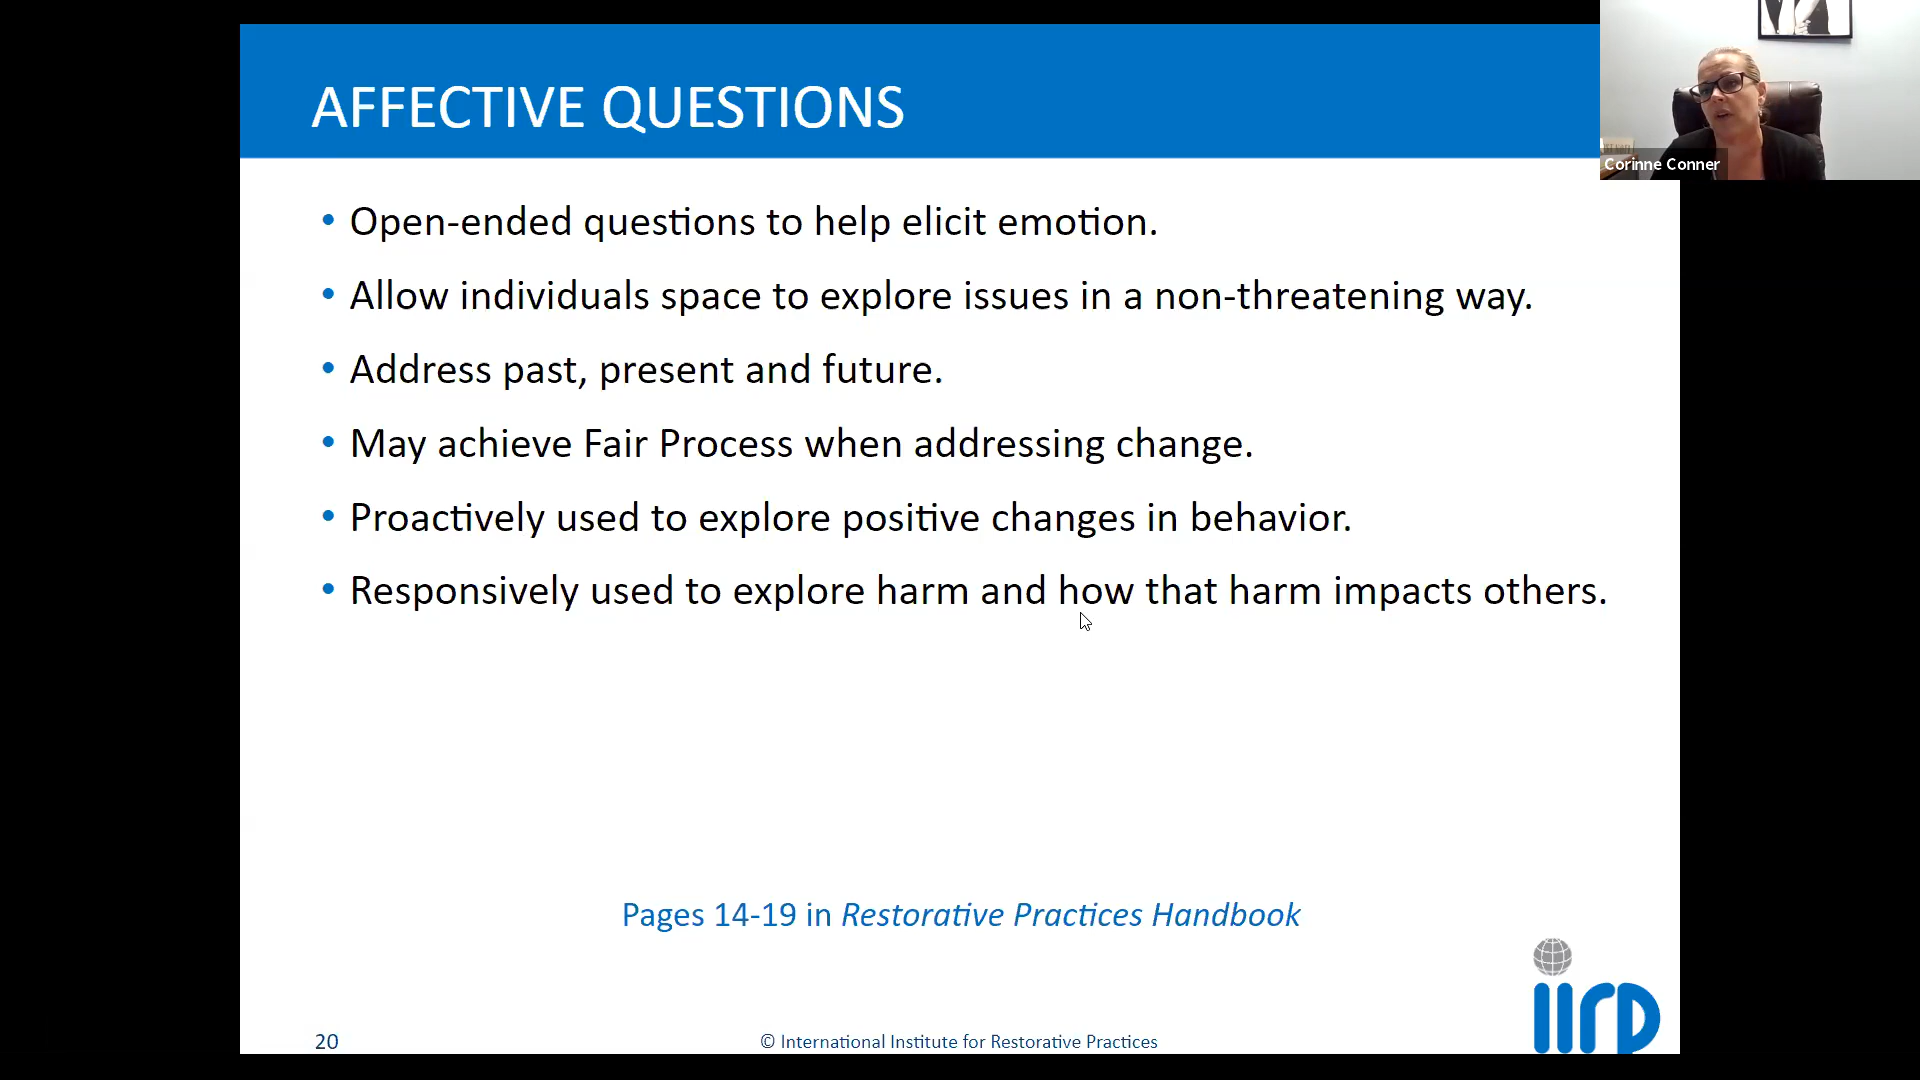 AFFECTIVE QUESTIONS
Corinne Conner
• Open-ended questions to help elicit emotion.
• Allow individuals space to explore issues in a non-threatening way.
• Address past, present and future.
• May achieve Fair Process when addressing change.
• Proactively used to explore positive changes in behavior.
• Responsively used to explore harm and how that harm impacts others.
Pages 14-19 in Restorative Practices Handbook
iirp
20
© International Institute for Restorative Practices